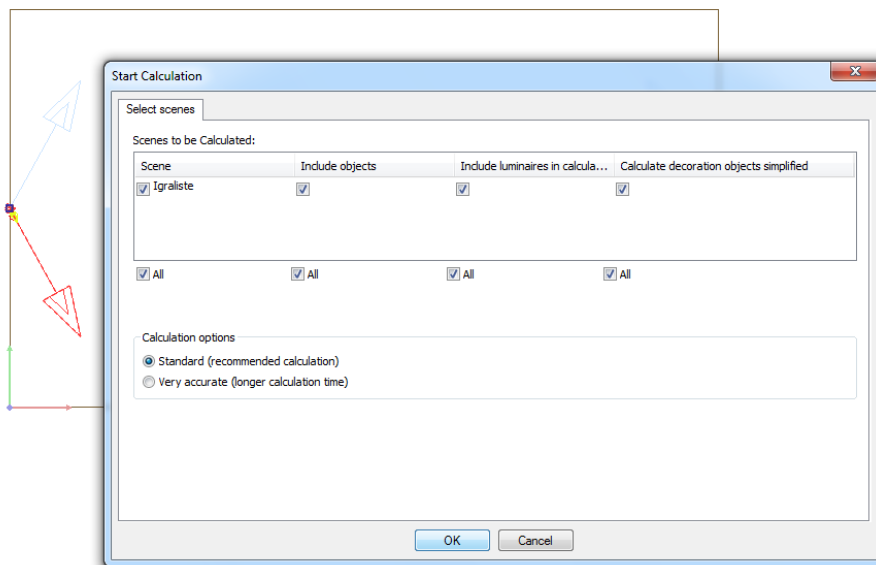 Start Calculation
Select scenes
Scenes to be Calculated:
Scene Include objects Include luminaires in calcula... Calculate decoration objects simplified
Igraliste
All All All All
Calculation options
Standard (recommended calculation)
Very accurate (longer calculation time)
OK Cancel